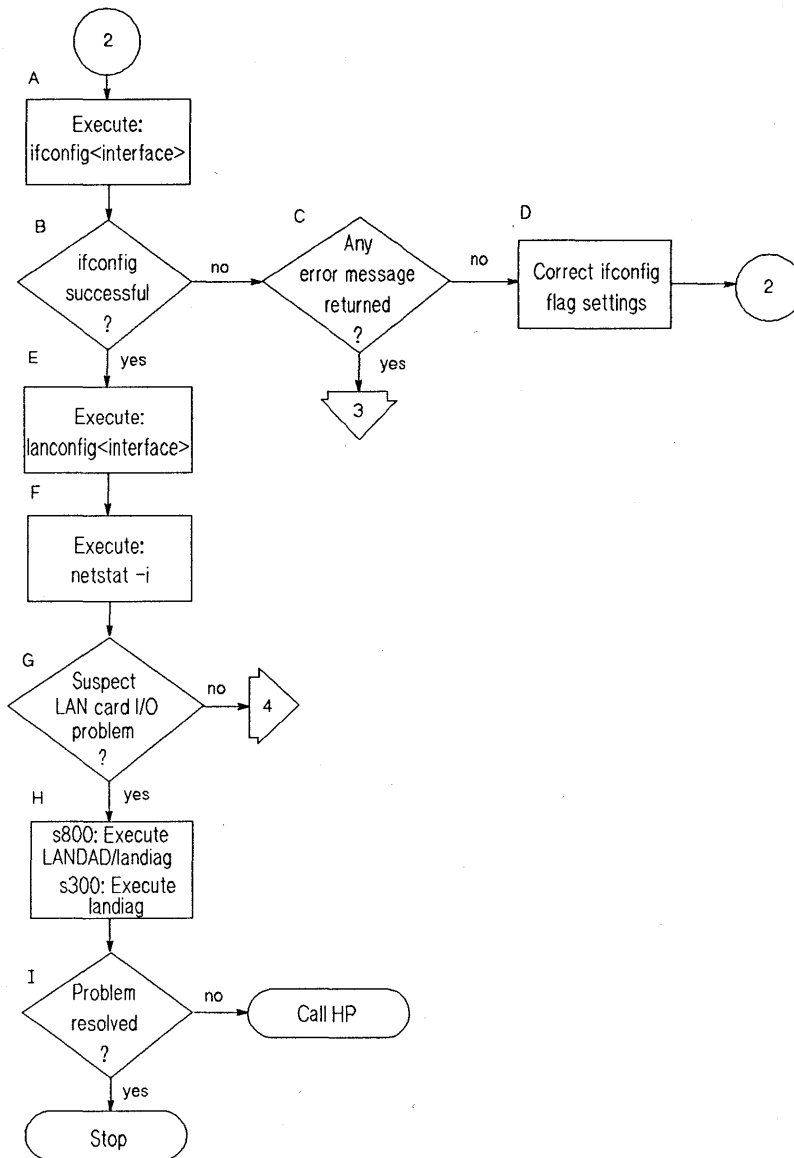 2
A
Execute:
ifconfig<interface>
B
ifconfig
successful
?
no
C
Any
error message
returned
?
no
D
Correct ifconfig
flag settings
2
yes
yes
3
E
Execute:
lanconfig<interface>
F
Execute:
netstat -i
G
Suspect
LAN card I/O
problem
?
no
4
yes
H
s800: Execute
LANDAD/landiag
s300: Execute
landiag
I
Problem
resolved
?
no
Call HP
yes
Stop